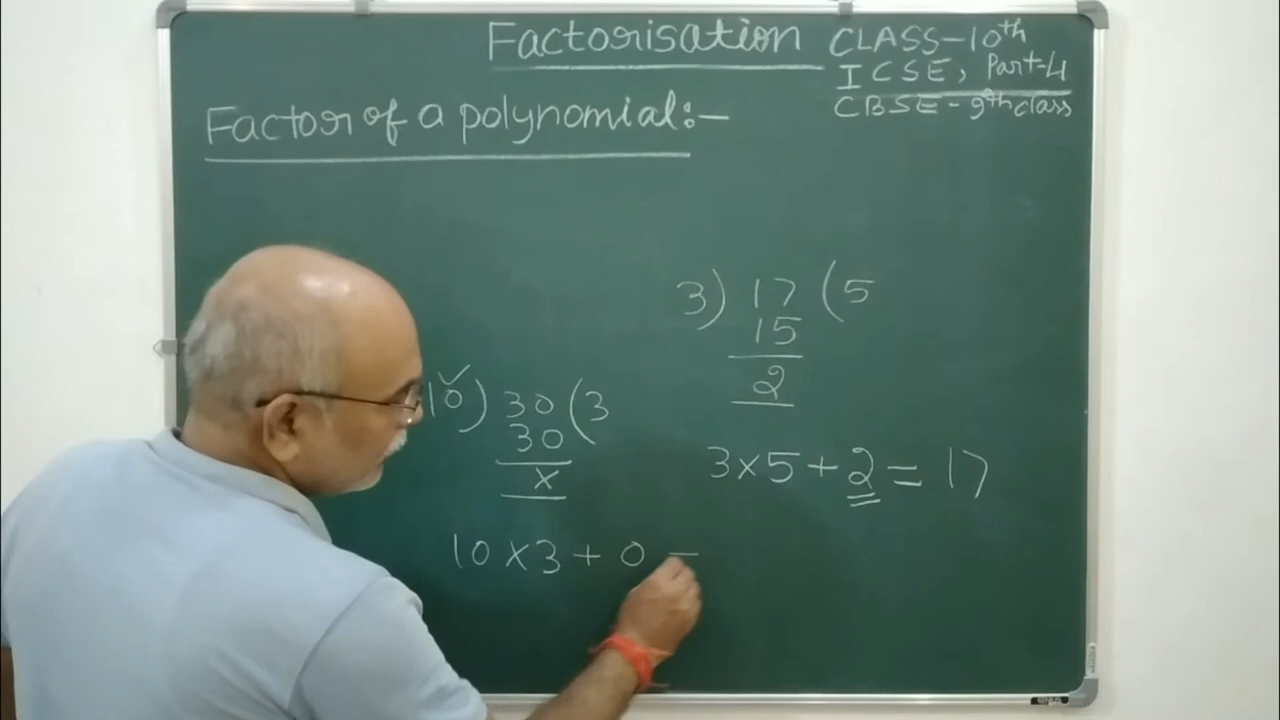 Factorisation CLASS-10th
ICSE, Part-4
CBSE-9th class
Factor of a polynomial:-
3) 17 (5
15
2
3×5+2=17
10) 30 (3
30
x
10×3+0 –